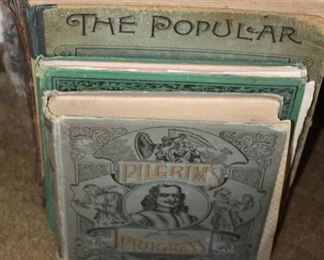 THE POPULAR
PILGRIM'S
PROGRESS